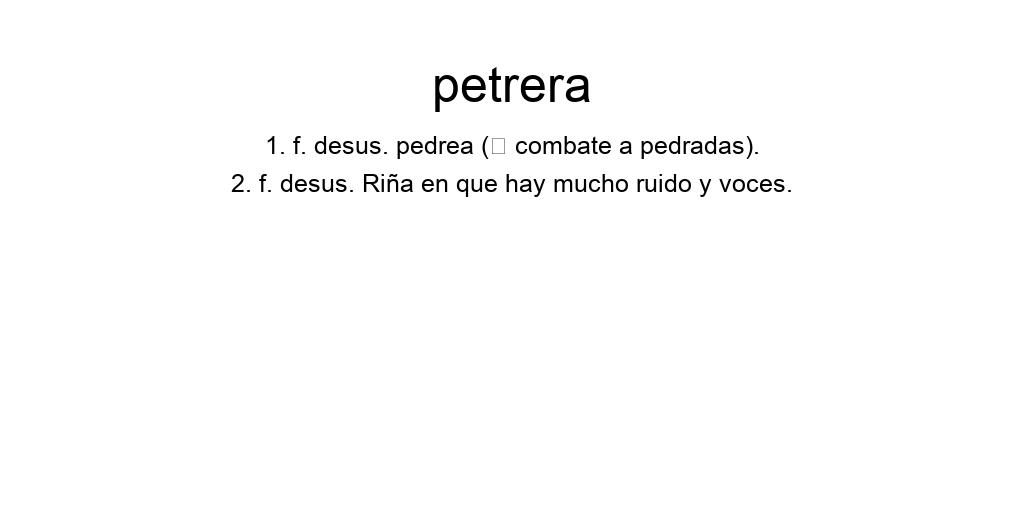 petrera
1. f. desus. pedrea (□ combate a pedradas).
2. f. desus. Riña en que hay mucho ruido y voces.